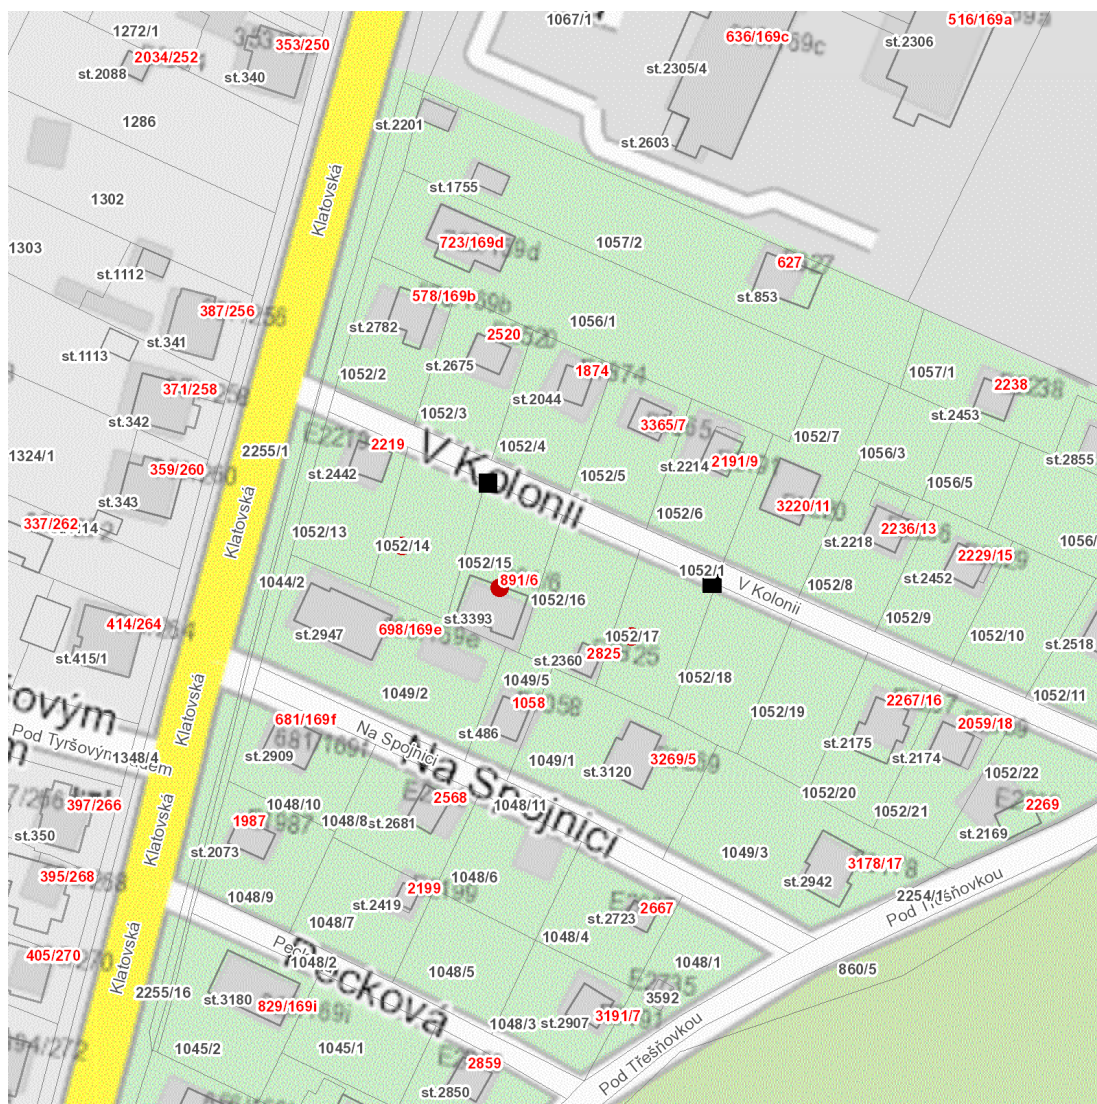 1067/1
516/169a
1272/1
353/250
636/169c
st.2306
2034/252
st.2088
st.340
st.2305/4
1286
st.2201
st.2603
Klatovská
st.1755
1302
1303
723/169d
1057/2
627
st.1112
st.853
387/256
578/169b
st.341
st.2782
1056/1
2520
st.1113
st.2675
1052/2
1874
1057/1
2238
371/258
st.2044
st.2453
st.342
1052/3
3365/7
1052/7
E2219
2219
1052/4
V Kolonii
2255/1
1324/1
359/260
st.2442
1052/5
st.2214
2191/9
1056/3
st.2855
st.343
1056/5
3220/11
1052/6
337/262
Klatovská
1052/13
2236/13
st.2218
1052/14
2229/15
1052/15
1052/1
st.2452
1044/2
891/6
V Kolonii
1052/8
1052/16
st.3393
1052/9
414/264
698/169e
st.2947
1052/17
1052/10
st.2518
2825
st.2360
st.415/1
1049/5
1052/18
1049/2
1052/11
Klatovská
1058
2267/16
681/169f
1052/19
2059/18
Na Spojnici
st.486
Pod Tyršovým sadem
st.2175
1348/4
st.2909
st.2174
1049/1
3269/5
st.3120
Na Spojnici
1052/22
1052/20
397/266
1048/10
2568
1048/11
2269
1052/21
1987
1048/8
st.2681
Klatovská
st.350
st.2169
st.2073
1049/3
3178/17
395/268
1048/6
st.2942
2199
1048/9
2254/1
Pod Třešňovkou
st.2419
2667
1048/7
st.2723
Pecková
1048/4
405/270
Klatovská
1048/2
1048/1
1048/5
860/5
2255/16
st.3180
829/169i
3592
3191/7
1048/3
st.2907
1045/2
1045/1
2859
Pod Třešňovkou
st.2850